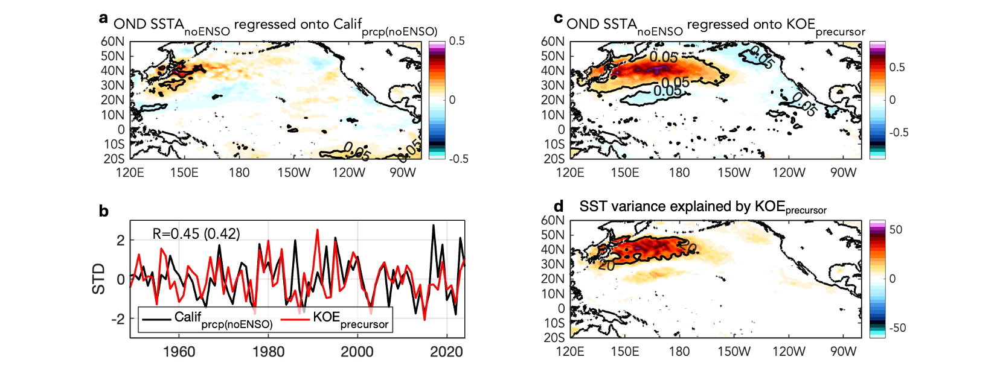 a
OND SSTA noENSO regressed onto Calif prcp(noENSO)
60N
50N
40N
30N
20N
10N
0
10S
20S
120E 150E 180 150W 120W 90W
0.05
0.05
0.5
0
-0.5
c
OND SSTA noENSO regressed onto KOE precursor
60N
50N
40N
30N
20N
10N
0
10S
20S
120E 150E 180 150W 120W 90W
0.05
0.05
0.05
0.05
0.05
0.5
0
-0.5
b
R=0.45 (0.42)
STD
2
0
-2
Calif prcp(noENSO) KOE precursor
1960 1980 2000 2020
d
SST variance explained by KOE precursor
60N
50N
40N
30N
20N
10N
0
10S
20S
120E 150E 180 150W 120W 90W
20
20
50
0
-50